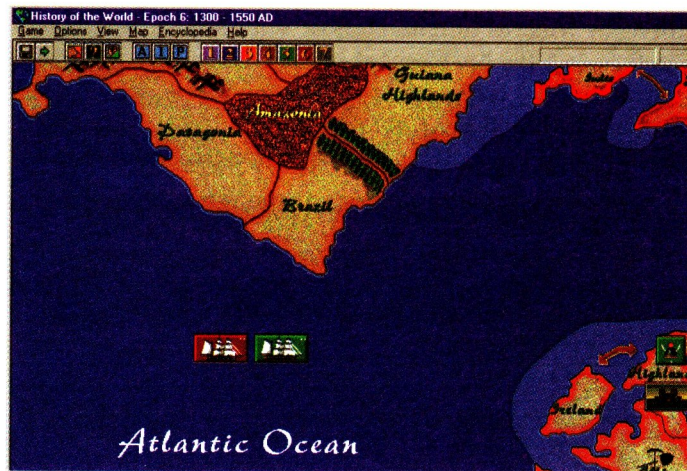 History of the World - Epoch 6: 1300 - 1550 AD
Game Options View Map Encyclopedia Help
Guiana
Highlands
Amazonia
Patagonia
Brazil
Highland
Ireland
Atlantic Ocean